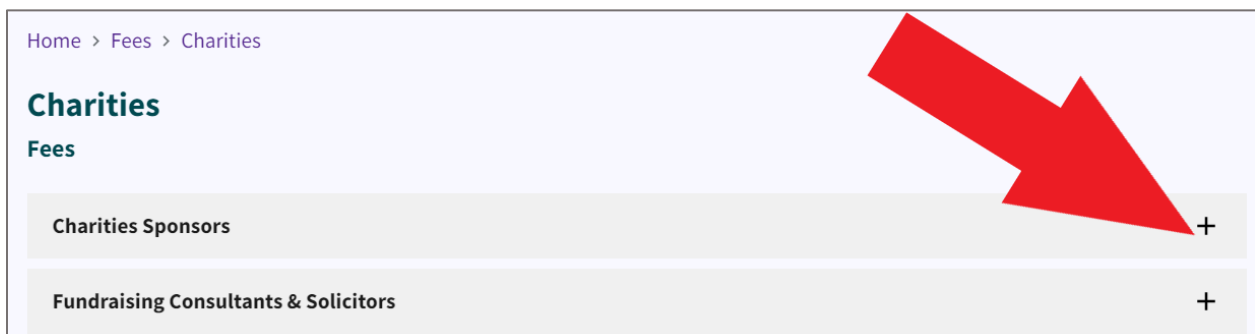 Home > Fees > Charities
Charities
Fees
Charities Sponsors +
Fundraising Consultants & Solicitors +